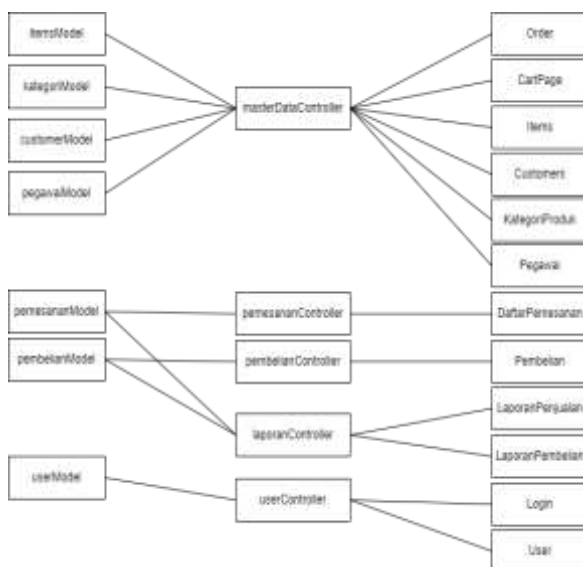 itemsModel
kategoriModel
customerModel
pegawaiModel
masterDataController
Order
CartPage
Items
Customers
KategoriProduk
Pegawai
pemesananModel
pembelianModel
pemesananController
pembelianController
laporanController
DaftarPemesanan
Pembelian
LaporanPenjualan
LaporanPembelian
userModel
userController
Login
User